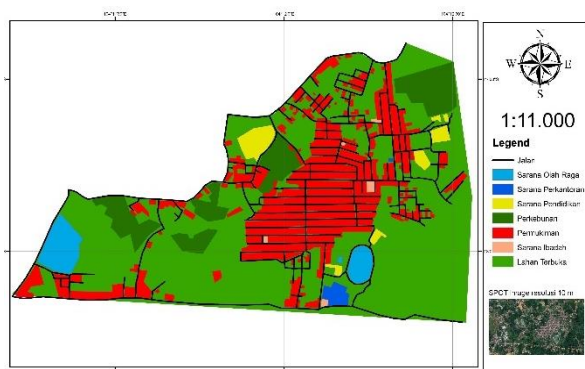 N
W E
S
1:11.000
Legend
Jalan
Sarana Olah Raga
Sarana Perkantoran
Sarana Pendidikan
Perkebunan
Permukiman
Sarana Ibadah
Lahan Terbuka
SPOT image resolusi 10 m